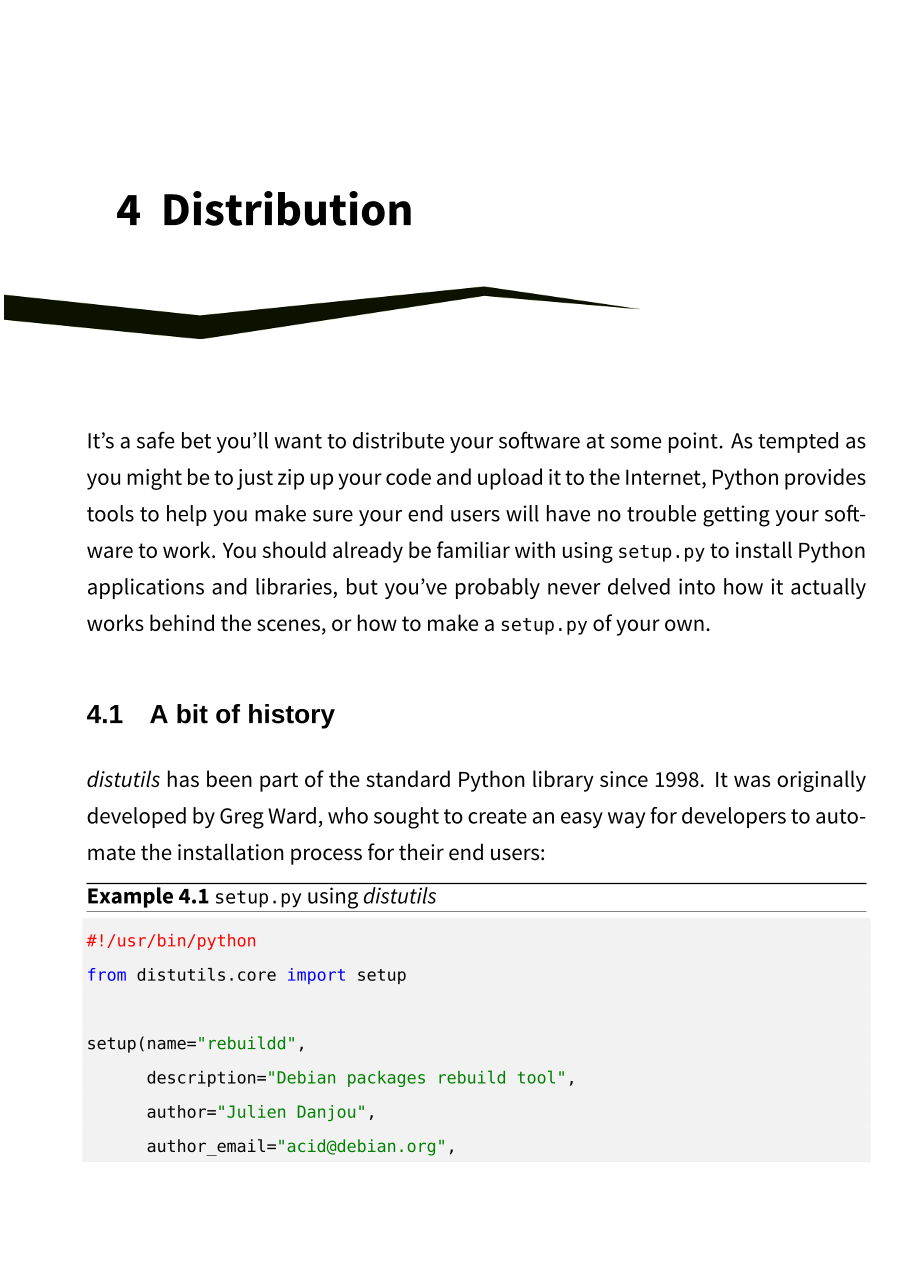 4 Distribution
It’s a safe bet you’ll want to distribute your software at some point. As tempted as
you might be to just zip up your code and upload it to the Internet, Python provides
tools to help you make sure your end users will have no trouble getting your soft-
ware to work. You should already be familiar with using setup.py to install Python
applications and libraries, but you’ve probably never delved into how it actually
works behind the scenes, or how to make a setup.py of your own.
4.1 A bit of history
distutils has been part of the standard Python library since 1998. It was originally
developed by Greg Ward, who sought to create an easy way for developers to auto-
mate the installation process for their end users:
Example 4.1 setup.py using distutils
#!/usr/bin/python
from distutils.core import setup
setup(name="rebuildd",
description="Debian packages rebuild tool",
author="Julien Danjou",
author_email="acid@debian.org",